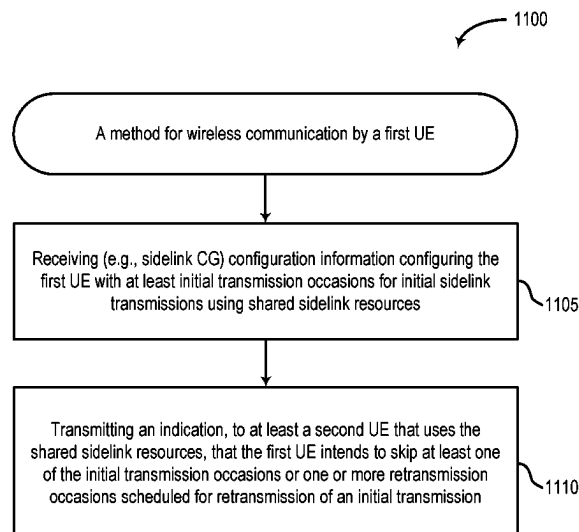 1100
A method for wireless communication by a first UE
Receiving (e.g., sidelink CG) configuration information configuring the
first UE with at least initial transmission occasions for initial sidelink
transmissions using shared sidelink resources
1105
Transmitting an indication, to at least a second UE that uses the
shared sidelink resources, that the first UE intends to skip at least one
of the initial transmission occasions or one or more retransmission
occasions scheduled for retransmission of an initial transmission
1110